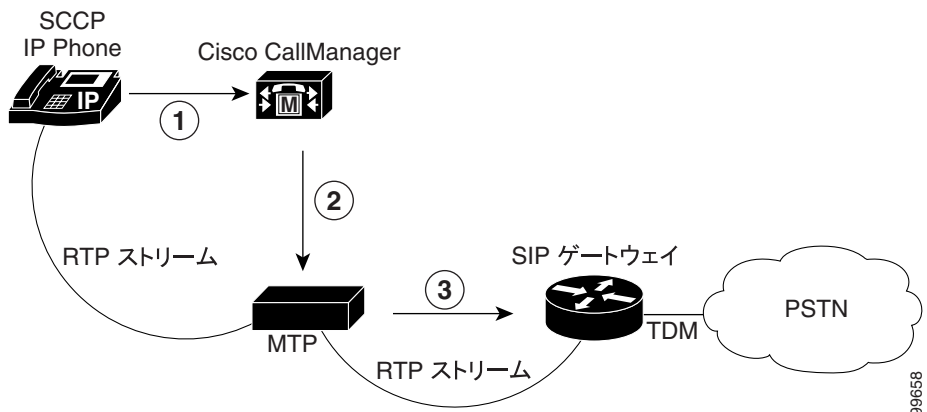 SCCP
IP Phone
Cisco CallManager
IP
M
1
2
RTP ストリーム
SIP ゲートウェイ
3
PSTN
MTP
TDM
RTP ストリーム
99658